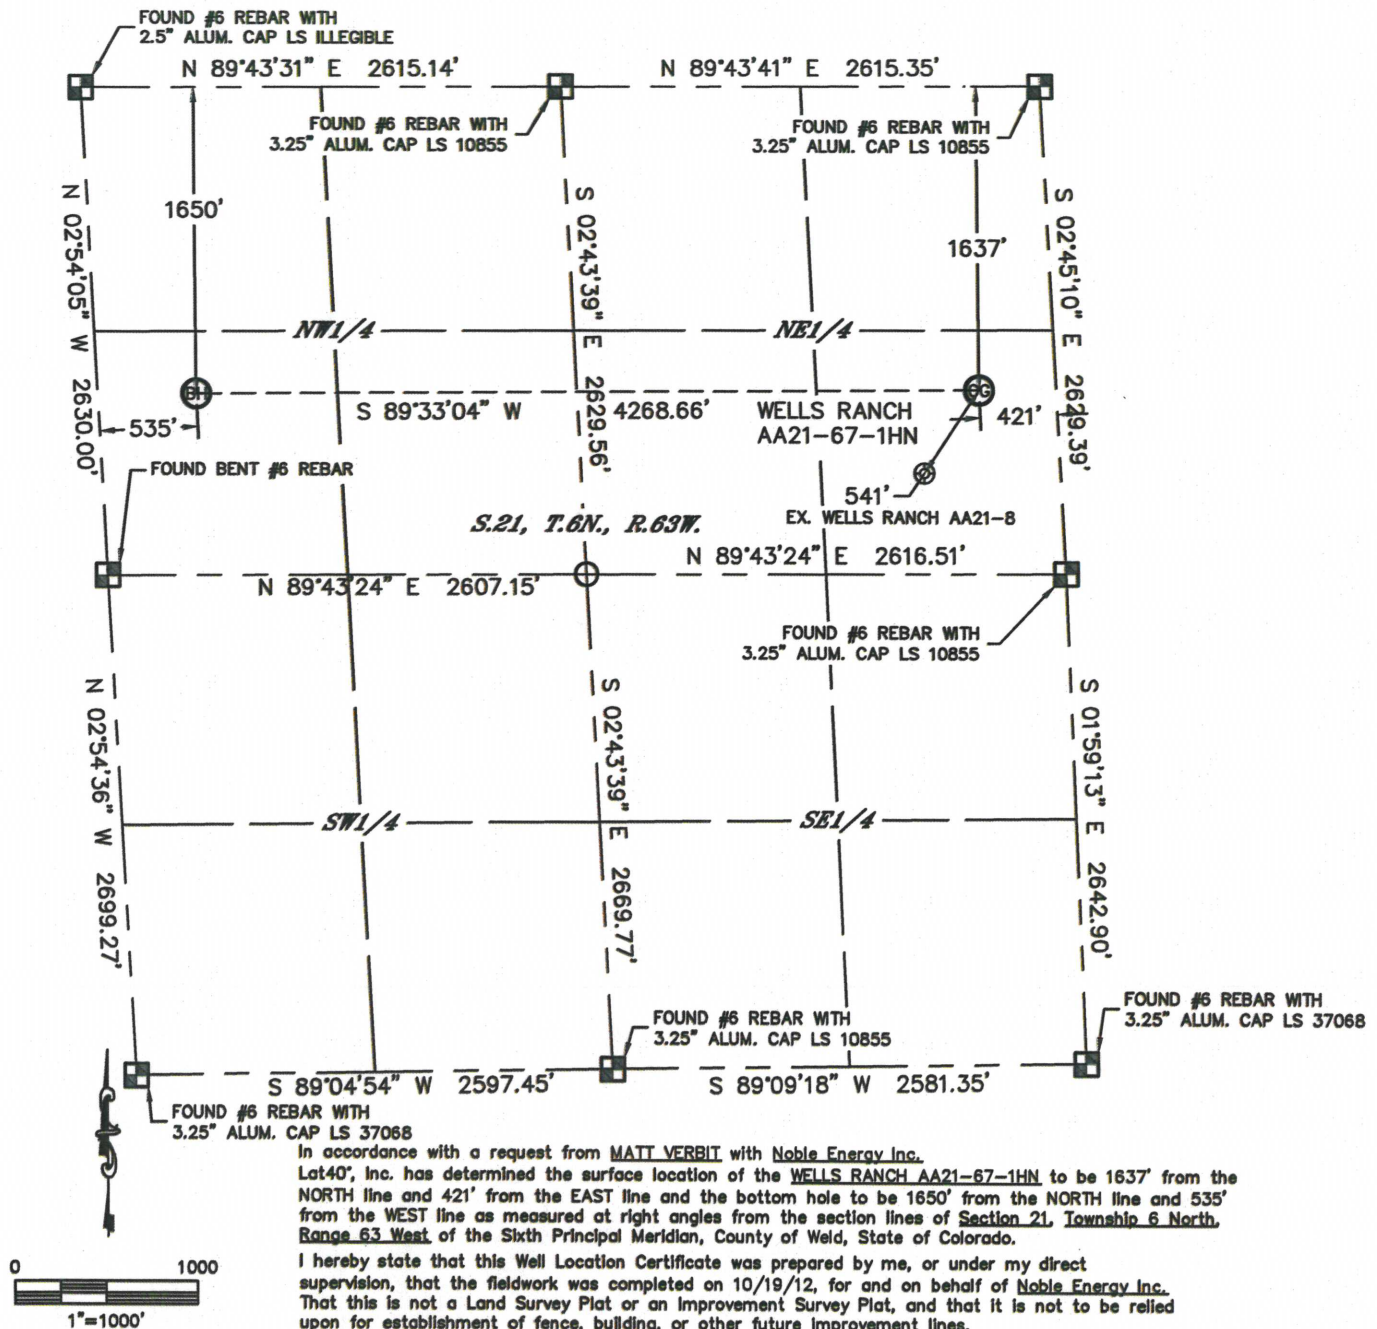 FOUND #6 REBAR WITH
2.5" ALUM. CAP LS ILLEGIBLE
N 89°43'31" E 2615.14'
N 89°43'41" E 2615.35'
FOUND #6 REBAR WITH
3.25" ALUM. CAP LS 10855
FOUND #6 REBAR WITH
3.25" ALUM. CAP LS 10855
N 02°54'05" W 2630.00'
1650'
S 02°43'39" E 2629.56'
1637'
S 02°45'10" E 2629.39'
NW1/4
NE1/4
BH
S 89°33'04" W 4268.66'
WELLS RANCH
AA21-67-1HN
421'
535'
FOUND BENT #6 REBAR
541'
EX. WELLS RANCH AA21-8
S.21, T.6N., R.63W.
N 89°43'24" E 2616.51'
N 89°43'24" E 2607.15'
FOUND #6 REBAR WITH
3.25" ALUM. CAP LS 10855
N 02°54'36" W 2699.27'
S 02°43'39" E 2669.77'
S 01°59'13" E 2642.90'
SW1/4
SE1/4
FOUND #6 REBAR WITH
3.25" ALUM. CAP LS 10855
FOUND #6 REBAR WITH
3.25" ALUM. CAP LS 37068
S 89°04'54" W 2597.45'
S 89°09'18" W 2581.35'
FOUND #6 REBAR WITH
3.25" ALUM. CAP LS 37068
In accordance with a request from MATT VERBIT with Noble Energy Inc.
Lat40°, Inc. has determined the surface location of the WELLS RANCH AA21-67-1HN to be 1637' from the
NORTH line and 421' from the EAST line and the bottom hole to be 1650' from the NORTH line and 535'
from the WEST line as measured at right angles from the section lines of Section 21, Township 6 North,
Range 63 West of the Sixth Principal Meridian, County of Weld, State of Colorado.
I hereby state that this Well Location Certificate was prepared by me, or under my direct
supervision, that the fieldwork was completed on 10/19/12, for and on behalf of Noble Energy Inc.
That this is not a Land Survey Plat or an Improvement Survey Plat, and that it is not to be relied
upon for establishment of fence, building, or other future improvement lines.
0 1000
1"=1000'